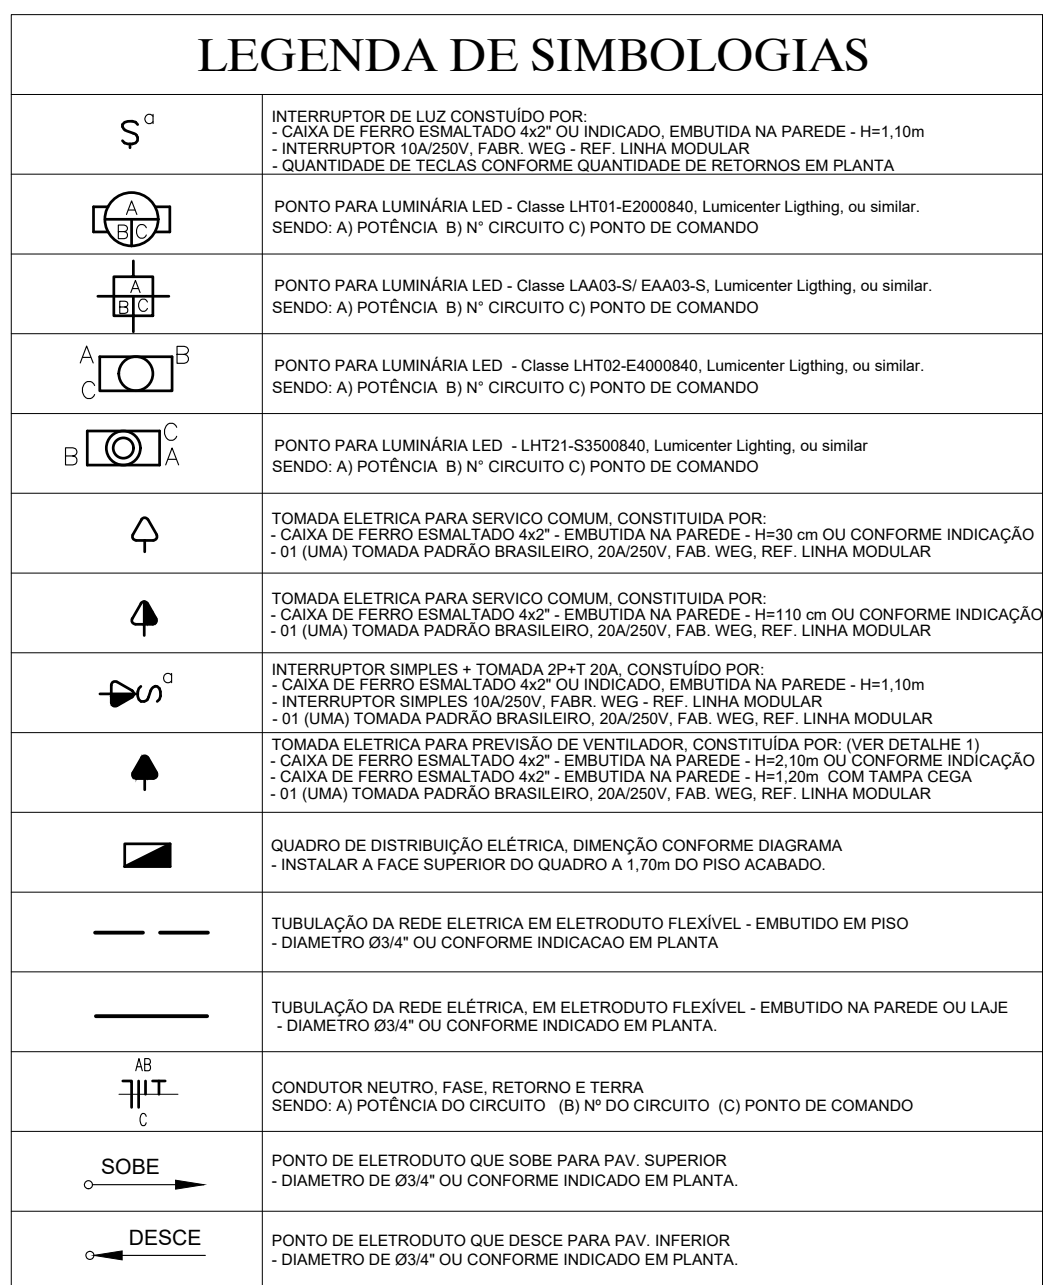 LEGENDA DE SIMBOLOGIAS
S a
INTERRUPTOR DE LUZ CONSTUÍDO POR:
- CAIXA DE FERRO ESMALTADO 4x2" OU INDICADO, EMBUTIDA NA PAREDE - H=1,10m
- INTERRUPTOR 10A/250V, FABR. WEG - REF. LINHA MODULAR
- QUANTIDADE DE TECLAS CONFORME QUANTIDADE DE RETORNOS EM PLANTA
A
B C
PONTO PARA LUMINÁRIA LED - Classe LHT01-E2000840, Lumicenter Ligthing, ou similar.
SENDO: A) POTÊNCIA B) N° CIRCUITO C) PONTO DE COMANDO
A
B C
PONTO PARA LUMINÁRIA LED - Classe LAA03-S/ EAA03-S, Lumicenter Ligthing, ou similar.
SENDO: A) POTÊNCIA B) N° CIRCUITO C) PONTO DE COMANDO
A B
C
PONTO PARA LUMINÁRIA LED - Classe LHT02-E4000840, Lumicenter Ligthing, ou similar.
SENDO: A) POTÊNCIA B) N° CIRCUITO C) PONTO DE COMANDO
C
B A
PONTO PARA LUMINÁRIA LED - LHT21-S3500840, Lumicenter Lighting, ou similar
SENDO: A) POTÊNCIA B) N° CIRCUITO C) PONTO DE COMANDO
TOMADA ELETRICA PARA SERVICO COMUM, CONSTITUIDA POR:
- CAIXA DE FERRO ESMALTADO 4x2" - EMBUTIDA NA PAREDE - H=30 cm OU CONFORME INDICAÇÃO
- 01 (UMA) TOMADA PADRÃO BRASILEIRO, 20A/250V, FAB. WEG, REF. LINHA MODULAR
TOMADA ELETRICA PARA SERVICO COMUM, CONSTITUIDA POR:
- CAIXA DE FERRO ESMALTADO 4x2" - EMBUTIDA NA PAREDE - H=110 cm OU CONFORME INDICAÇÃO
- 01 (UMA) TOMADA PADRÃO BRASILEIRO, 20A/250V, FAB. WEG, REF. LINHA MODULAR
S a
INTERRUPTOR SIMPLES + TOMADA 2P+T 20A, CONSTUÍDO POR:
- CAIXA DE FERRO ESMALTADO 4x2" OU INDICADO, EMBUTIDA NA PAREDE - H=1,10m
- INTERRUPTOR SIMPLES 10A/250V, FABR. WEG - REF. LINHA MODULAR
- 01 (UMA) TOMADA PADRÃO BRASILEIRO, 20A/250V, FAB. WEG, REF. LINHA MODULAR
TOMADA ELETRICA PARA PREVISÃO DE VENTILADOR, CONSTITUÍDA POR: (VER DETALHE 1)
- CAIXA DE FERRO ESMALTADO 4x2" - EMBUTIDA NA PAREDE - H=2,10m OU CONFORME INDICAÇÃO
- CAIXA DE FERRO ESMALTADO 4x2" - EMBUTIDA NA PAREDE - H=1,20m COM TAMPA CEGA
- 01 (UMA) TOMADA PADRÃO BRASILEIRO, 20A/250V, FAB. WEG, REF. LINHA MODULAR
QUADRO DE DISTRIBUIÇÃO ELÉTRICA, DIMENÇÃO CONFORME DIAGRAMA
- INSTALAR A FACE SUPERIOR DO QUADRO A 1,70m DO PISO ACABADO.
TUBULAÇÃO DA REDE ELETRICA EM ELETRODUTO FLEXÍVEL - EMBUTIDO EM PISO
- DIAMETRO Ø3/4" OU CONFORME INDICACAO EM PLANTA
TUBULAÇÃO DA REDE ELÉTRICA, EM ELETRODUTO FLEXÍVEL - EMBUTIDO NA PAREDE OU LAJE
- DIAMETRO Ø3/4" OU CONFORME INDICADO EM PLANTA.
AB
C
CONDUTOR NEUTRO, FASE, RETORNO E TERRA
SENDO: A) POTÊNCIA DO CIRCUITO (B) Nº DO CIRCUITO (C) PONTO DE COMANDO
SOBE
PONTO DE ELETRODUTO QUE SOBE PARA PAV. SUPERIOR
- DIAMETRO DE Ø3/4" OU CONFORME INDICADO EM PLANTA.
DESCE
PONTO DE ELETRODUTO QUE DESCE PARA PAV. INFERIOR
- DIAMETRO DE Ø3/4" OU CONFORME INDICADO EM PLANTA.